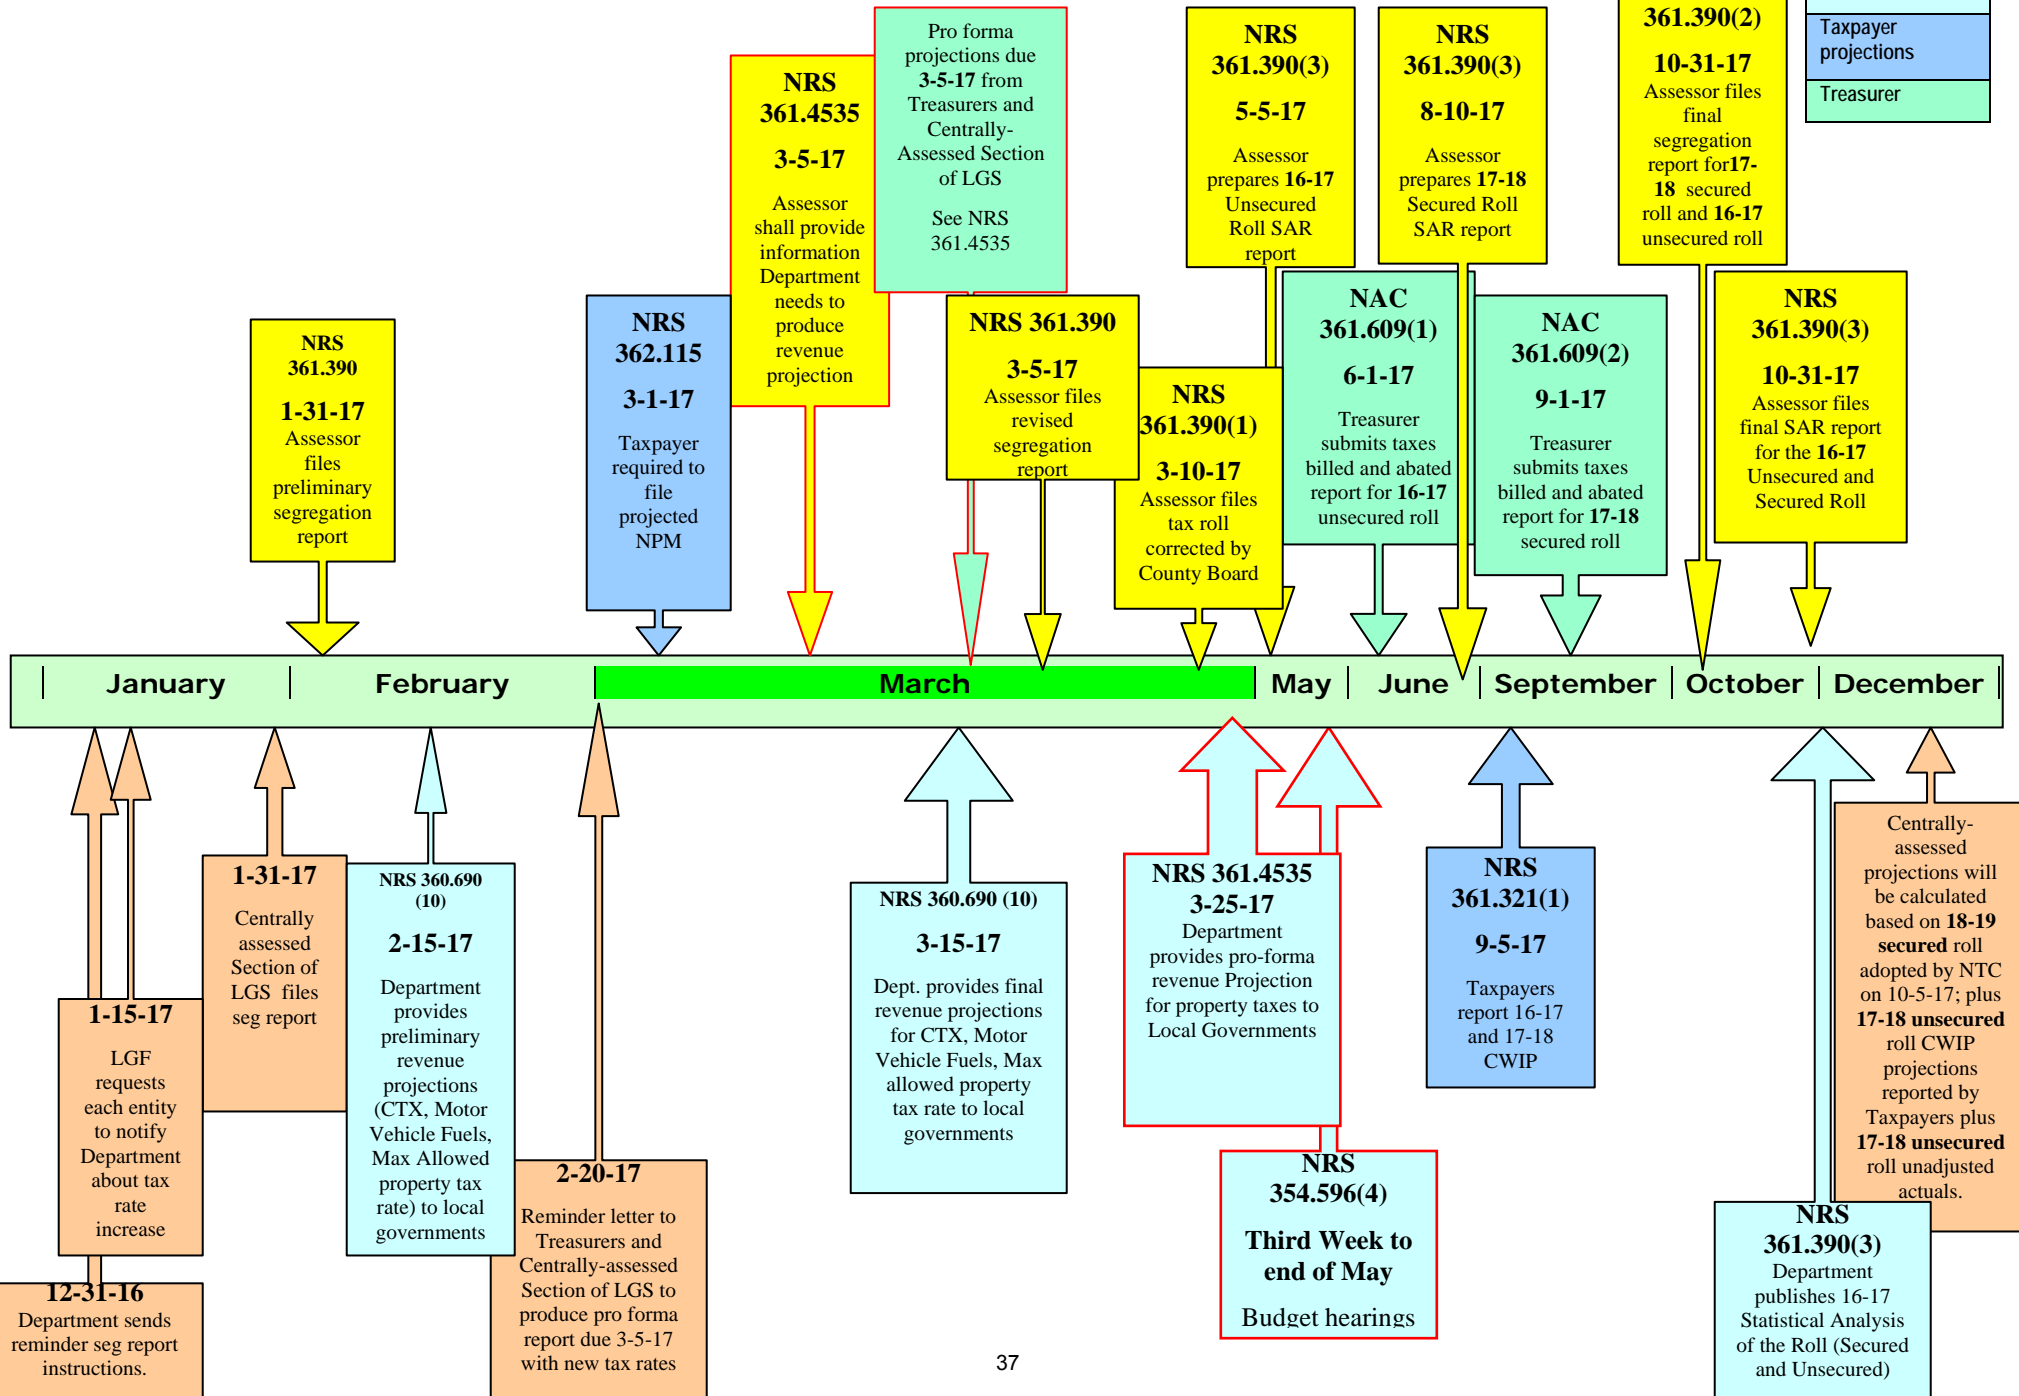 NRS
361.390
1-31-17
Assessor
files
preliminary
segregation
report
NRS
362.115
3-1-17
Taxpayer
required to
file
projected
NPM
NRS
361.4535
3-5-17
Assessor
shall provide
information
Department
needs to
produce
revenue
projection
Pro forma
projections due
3-5-17 from
Treasurers and
Centrally-
Assessed Section
of LGS
See NRS
361.4535
NRS 361.390
3-5-17
Assessor files
revised
segregation
report
NRS
361.390(1)
3-10-17
Assessor files
tax roll
corrected by
County Board
NRS
361.390(3)
5-5-17
Assessor
prepares 16-17
Unsecured
Roll SAR
report
NAC
361.609(1)
6-1-17
Treasurer
submits taxes
billed and abated
report for 16-17
unsecured roll
NRS
361.390(3)
8-10-17
Assessor
prepares 17-18
Secured Roll
SAR report
NAC
361.609(2)
9-1-17
Treasurer
submits taxes
billed and abated
report for 17-18
secured roll
361.390(2)
10-31-17
Assessor files
final
segregation
report for17-
18 secured
roll and 16-17
unsecured roll
NRS
361.390(3)
10-31-17
Assessor files
final SAR report
for the 16-17
Unsecured and
Secured Roll
Taxpayer
projections
Treasurer
January
February
March
May
June
September
October
December
12-31-16
Department sends
reminder seg report
instructions.
1-15-17
LGF
requests
each entity
to notify
Department
about tax
rate
increase
1-31-17
Centrally
assessed
Section of
LGS files
seg report
NRS 360.690
(10)
2-15-17
Department
provides
preliminary
revenue
projections
(CTX, Motor
Vehicle Fuels,
Max Allowed
property tax
rate) to local
governments
2-20-17
Reminder letter to
Treasurers and
Centrally-assessed
Section of LGS to
produce pro forma
report due 3-5-17
with new tax rates
NRS 360.690 (10)
3-15-17
Dept. provides final
revenue projections
for CTX, Motor
Vehicle Fuels, Max
allowed property
tax rate to local
governments
NRS 361.4535
3-25-17
Department
provides pro-forma
revenue Projection
for property taxes to
Local Governments
NRS
354.596(4)
Third Week to
end of May
Budget hearings
NRS
361.321(1)
9-5-17
Taxpayers
report 16-17
and 17-18
CWIP
NRS
361.390(3)
Department
publishes 16-17
Statistical Analysis
of the Roll (Secured
and Unsecured)
Centrally-
assessed
projections will
be calculated
based on 18-19
secured roll
adopted by NTC
on 10-5-17; plus
17-18 unsecured
roll CWIP
projections
reported by
Taxpayers plus
17-18 unsecured
roll unadjusted
actuals.
37